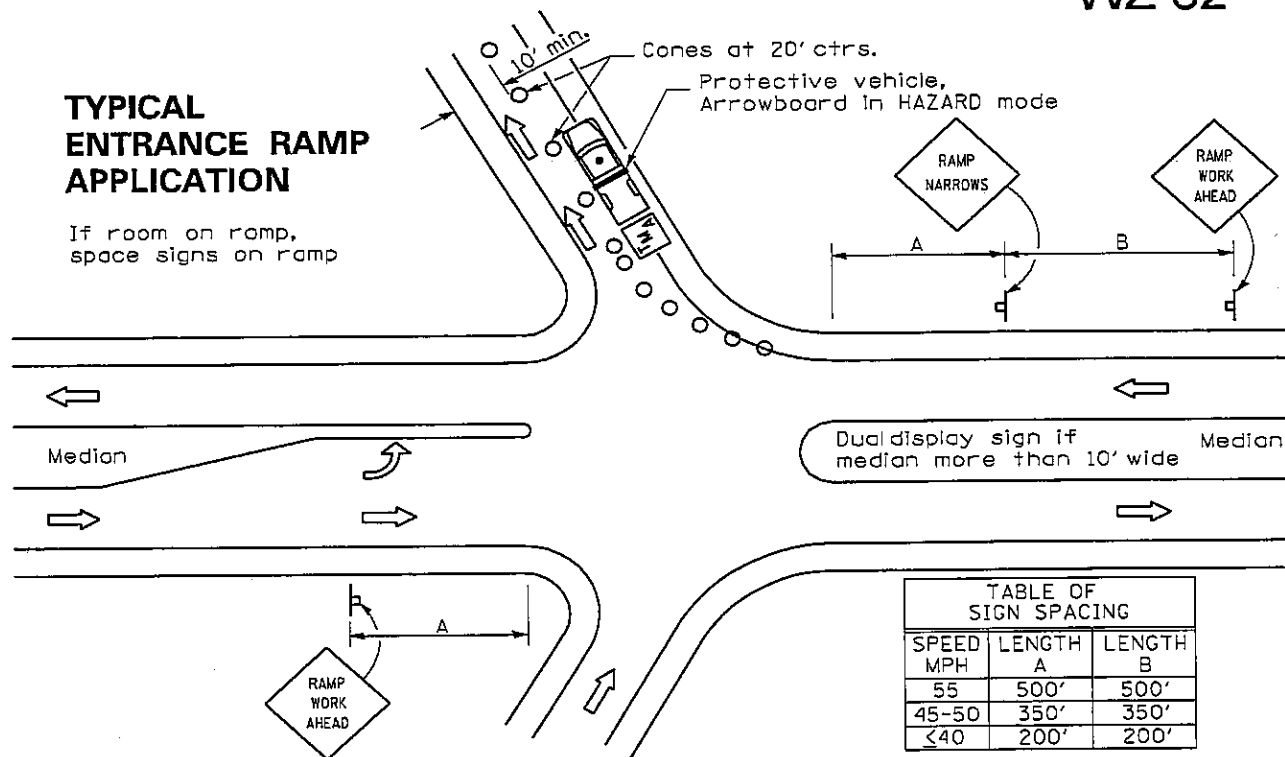 WZ-32
10' min.
Cones at 20' ctrs.
Protective vehicle,
Arrowboard in HAZARD mode
TYPICAL
ENTRANCE RAMP
APPLICATION
If room on ramp,
space signs on ramp
RAMP
NARROWS
RAMP
WORK
AHEAD
A
B
TMA
Median
Dual display sign if
median more than 10' wide
Median
A
RAMP
WORK
AHEAD
TABLE OF
SIGN SPACING
SPEED MPH LENGTH A LENGTH B
55 500' 500'
45-50 350' 350'
≤40 200' 200'